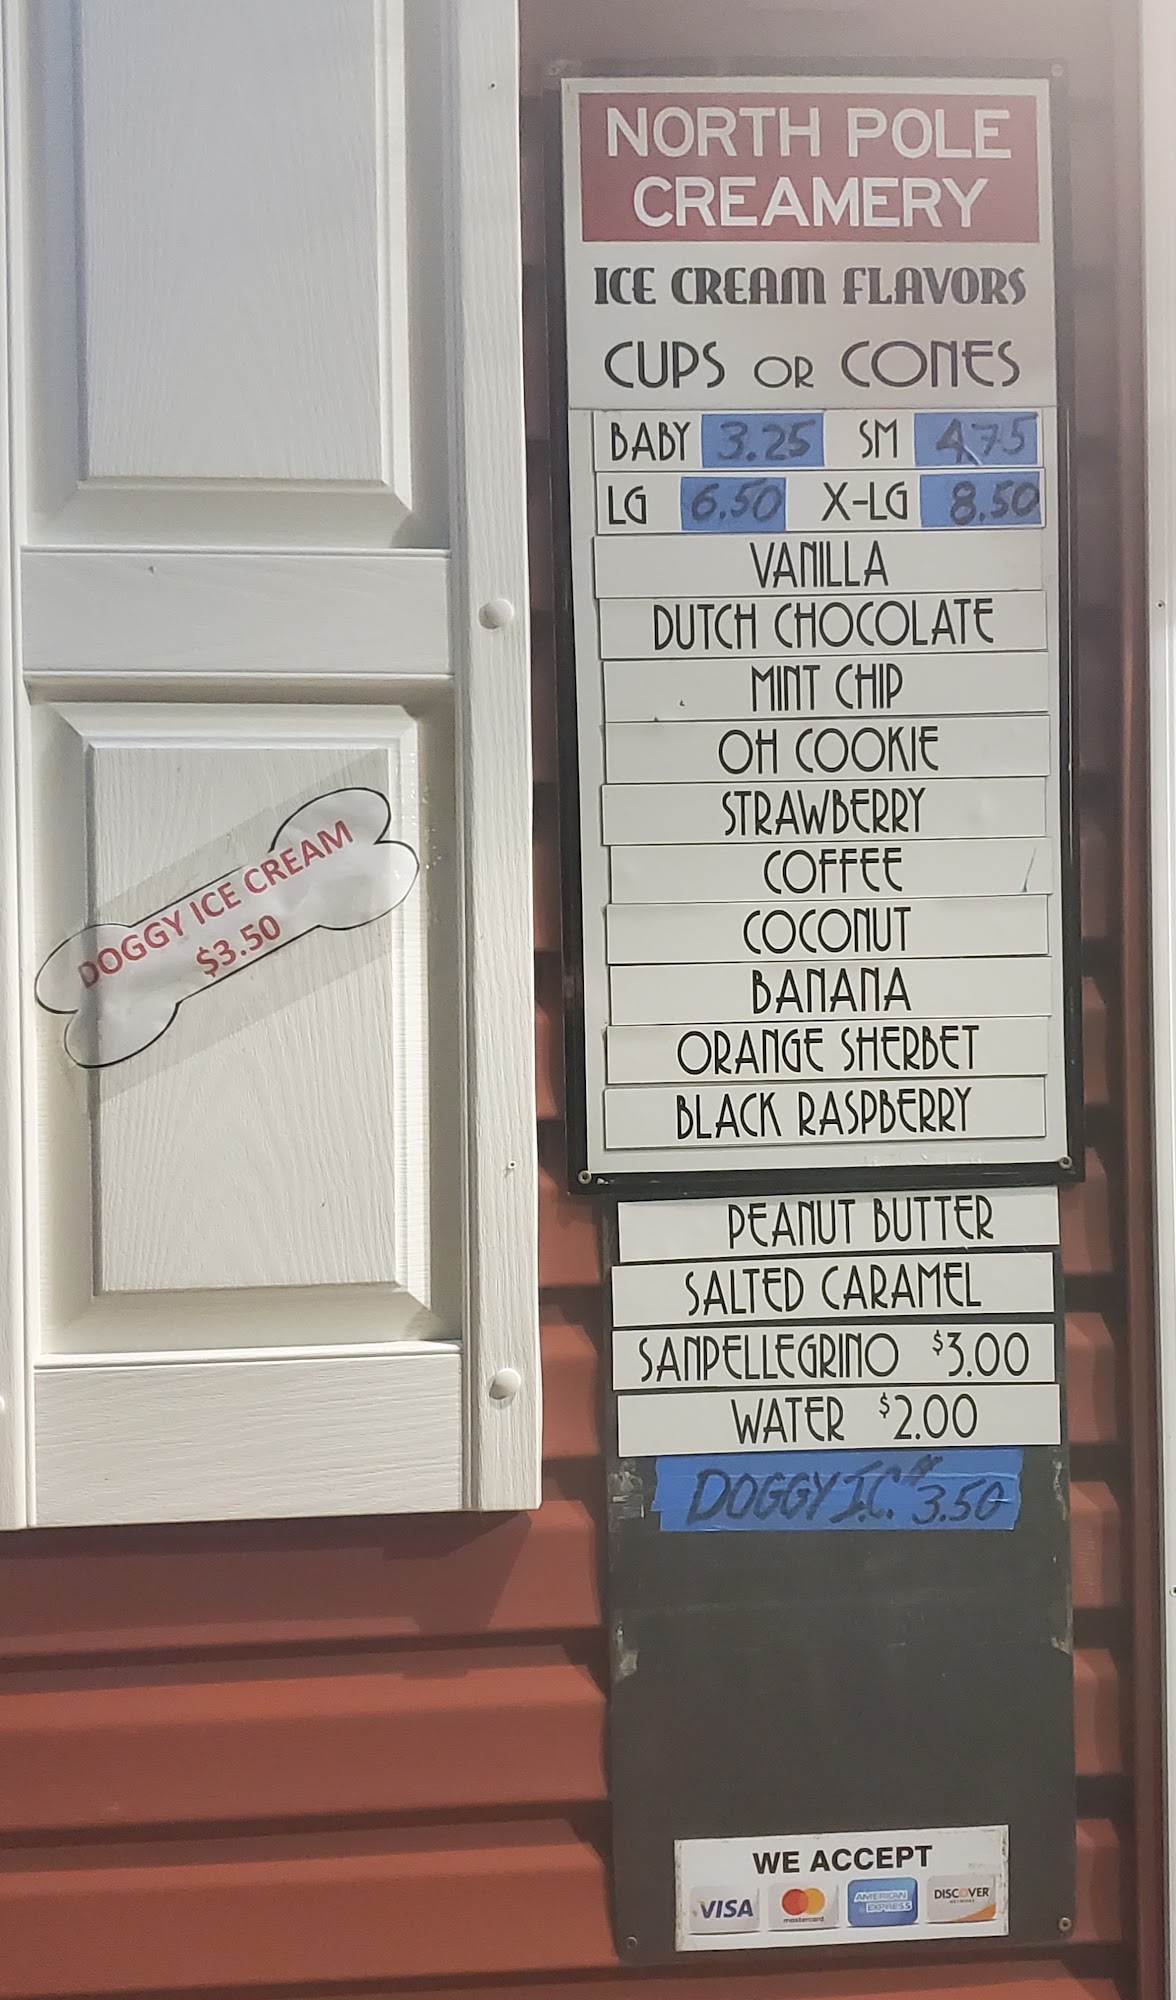 NORTH POLE
CREAMERY
ICE CREAM FLAVORS
CUPS OR CONES
BABY 3.25 SM 4.75
LG 6.50 X-LG 8.50
VANILLA
DUTCH CHOCOLATE
MINT CHIP
OH COOKIE
STRAWBERRY
COFFEE
COCONUT
BANANA
ORANGE SHERBET
BLACK RASPBERRY
PEANUT BUTTER
SALTED CARAMEL
SANPELLEGRINO $3.00
WATER $2.00
DOGGY I.C. 3.50
WE ACCEPT
VISA mastercard AMERICAN EXPRESS DISCOVER
DOGGY ICE CREAM
$3.50